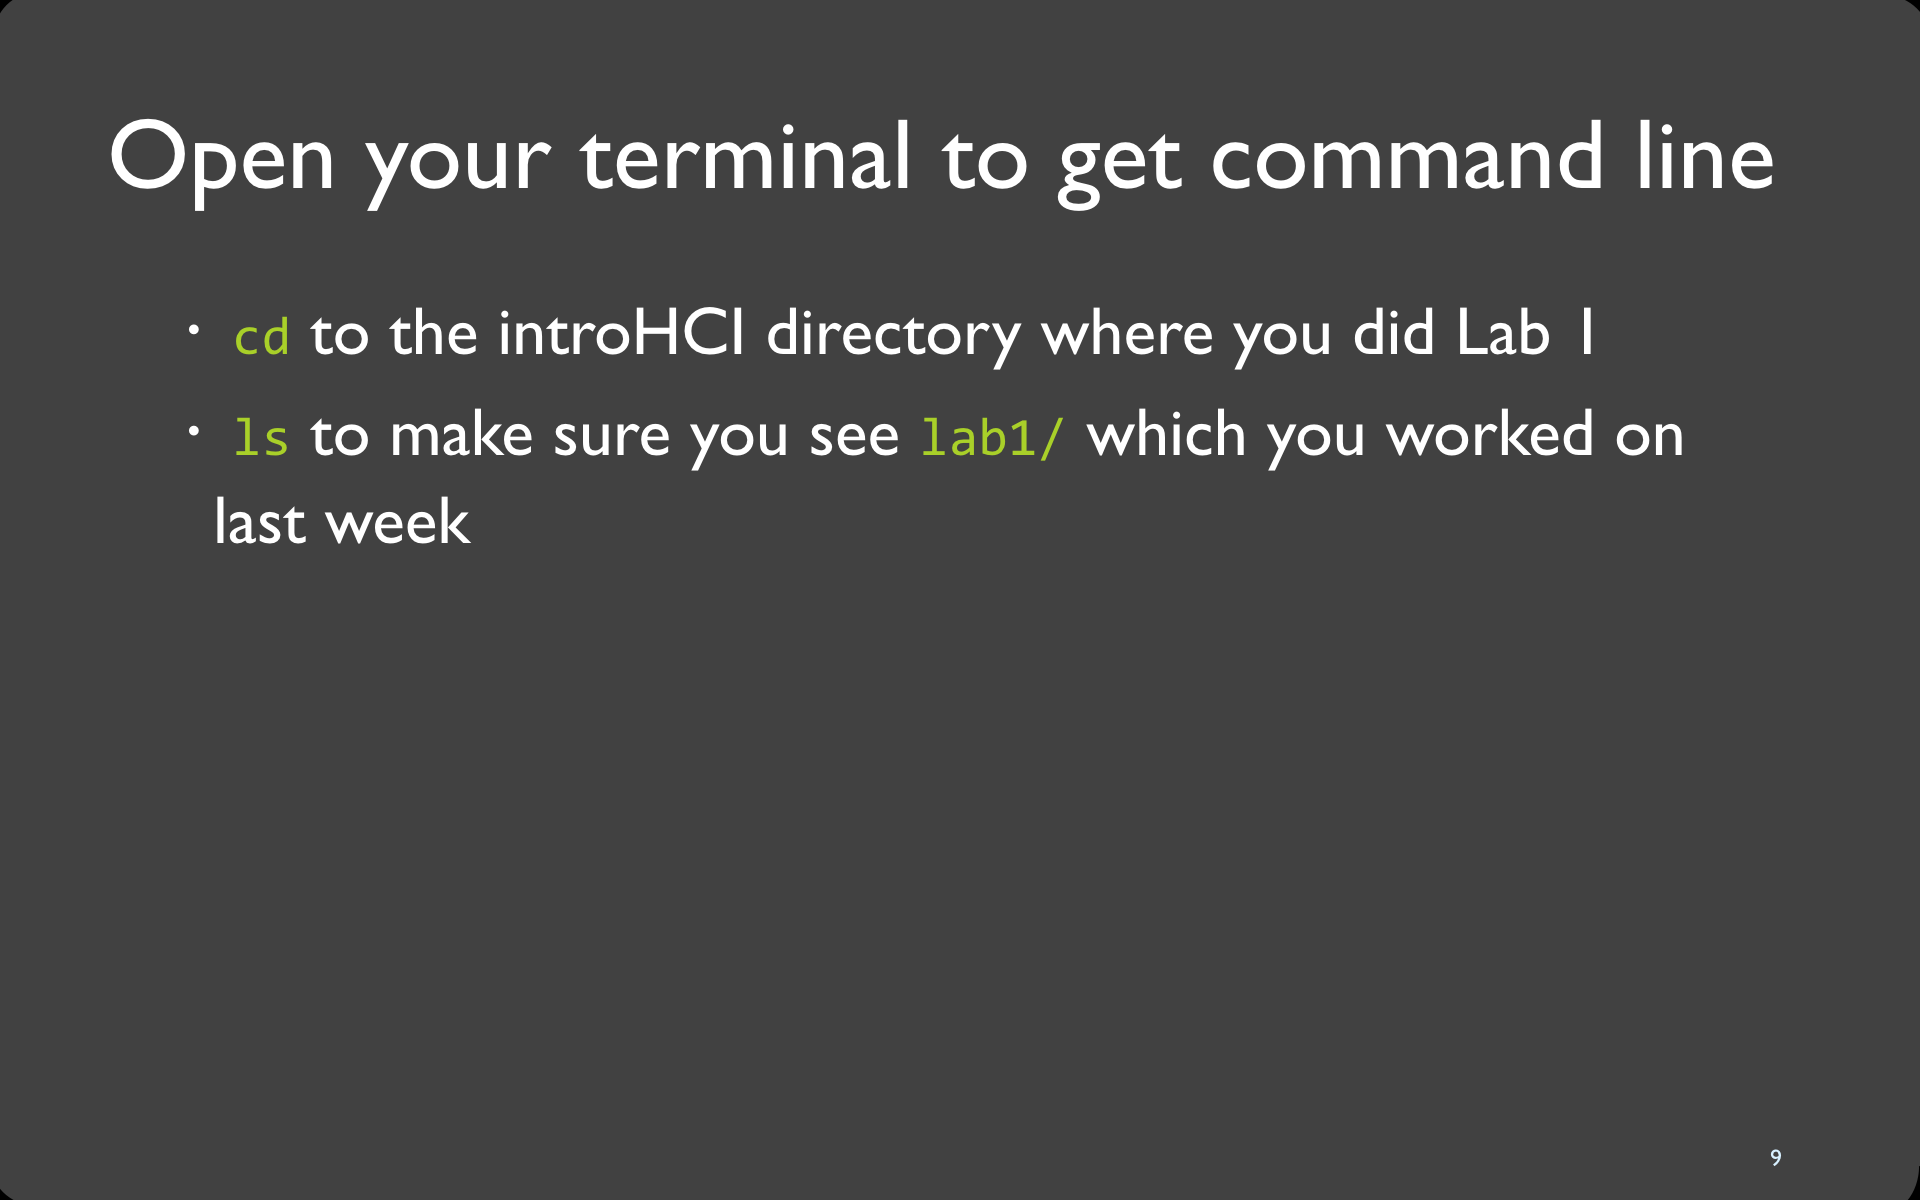 Open your terminal to get command line
· cd to the introHCI directory where you did Lab 1
· ls to make sure you see lab1/ which you worked on
last week
9